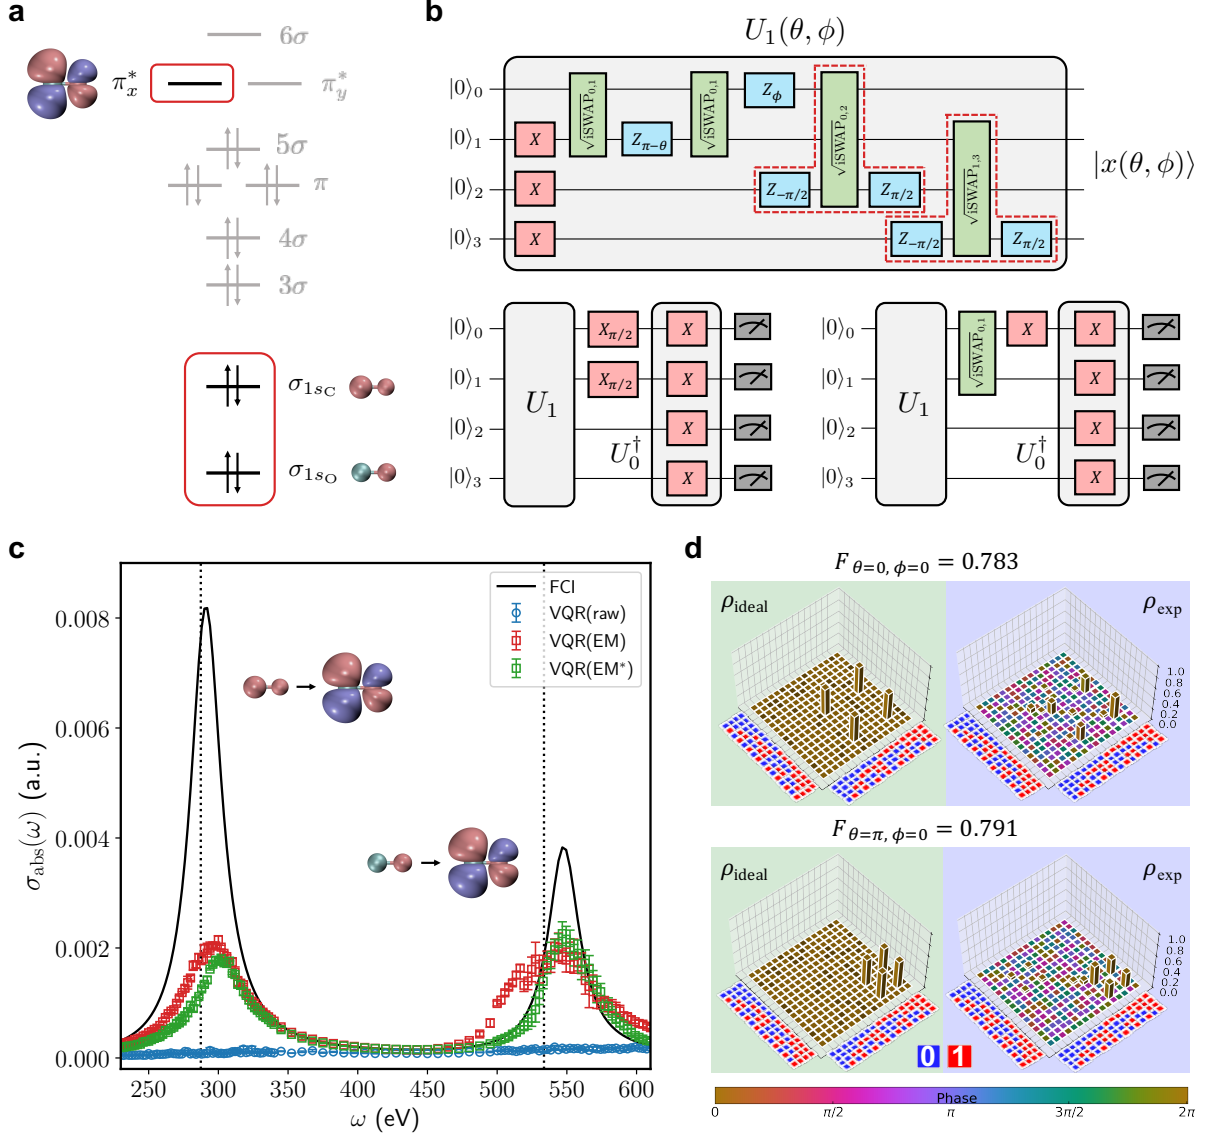 a
6σ
π*x
π*y
5σ
π
4σ
3σ
σ1sC
σ1sO
b
U1(θ, ϕ)
|0⟩0
|0⟩1
|0⟩2
|0⟩3
X
X
X
√iSWAP0,1
Zπ−θ
√iSWAP0,1
Zϕ
Z−π/2
√iSWAP0,2
Zπ/2
Z−π/2
√iSWAP1,3
Zπ/2
|x(θ, ϕ)⟩
|0⟩0
|0⟩1
|0⟩2
|0⟩3
U1
Xπ/2
Xπ/2
U†0
X
X
X
X
|0⟩0
|0⟩1
|0⟩2
|0⟩3
U1
√iSWAP0,1
X
U†0
X
X
X
X
c
FCI
VQR(raw)
VQR(EM)
VQR(EM*)
σabs(ω) (a.u.)
0.008
0.006
0.004
0.002
0.000
250 300 350 400 450 500 550 600
ω (eV)
d
F θ=0, ϕ=0 = 0.783
ρideal
ρexp
1.0
0.8
0.6
0.4
0.2
0.0
F θ=π, ϕ=0 = 0.791
ρideal
ρexp
1.0
0.8
0.6
0.4
0.2
0.0
0 1
Phase
0 π/2 π 3π/2 2π